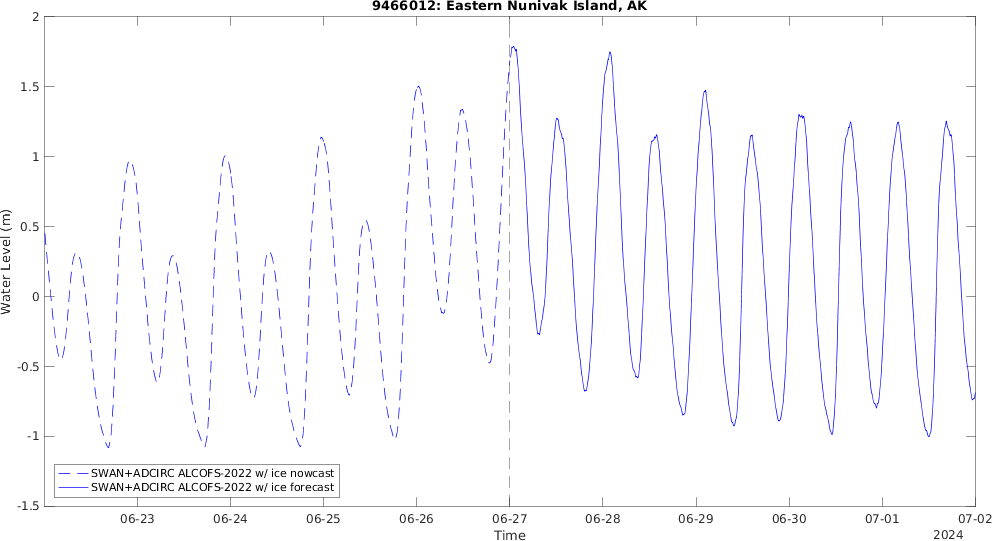 9466012: Eastern Nunivak Island, AK
Water Level (m)
2
1.5
1
0.5
0
-0.5
-1
-1.5
SWAN+ADCIRC ALCOFS-2022 w/ ice nowcast
SWAN+ADCIRC ALCOFS-2022 w/ ice forecast
06-23 06-24 06-25 06-26 06-27 06-28 06-29 06-30 07-01 07-02
Time
2024